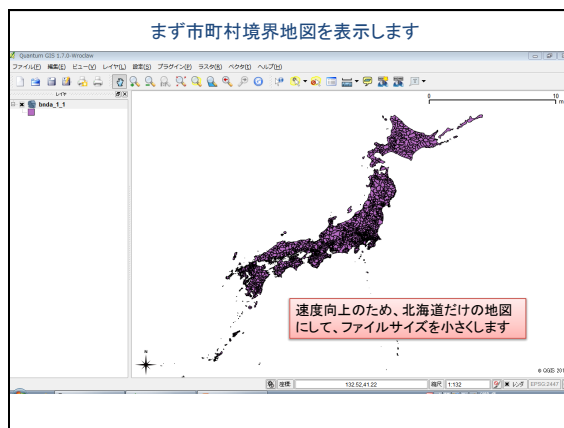 まず市町村境界地図を表示します
Quantum GIS 1.7.0-Wroclaw
ファイル(F) 編集(E) ビュー(V) レイヤ(L) 設定(S) プラグイン(P) ラスタ(R) ベクタ(O) ヘルプ(H)
レイヤ
bnda_1_1
0 10
m
速度向上のため、北海道だけの地図
にして、ファイルサイズを小さくします
N
© QGIS 201
座標: 132.52,41.22 縮尺 1:132 レンダ EPSG:2447